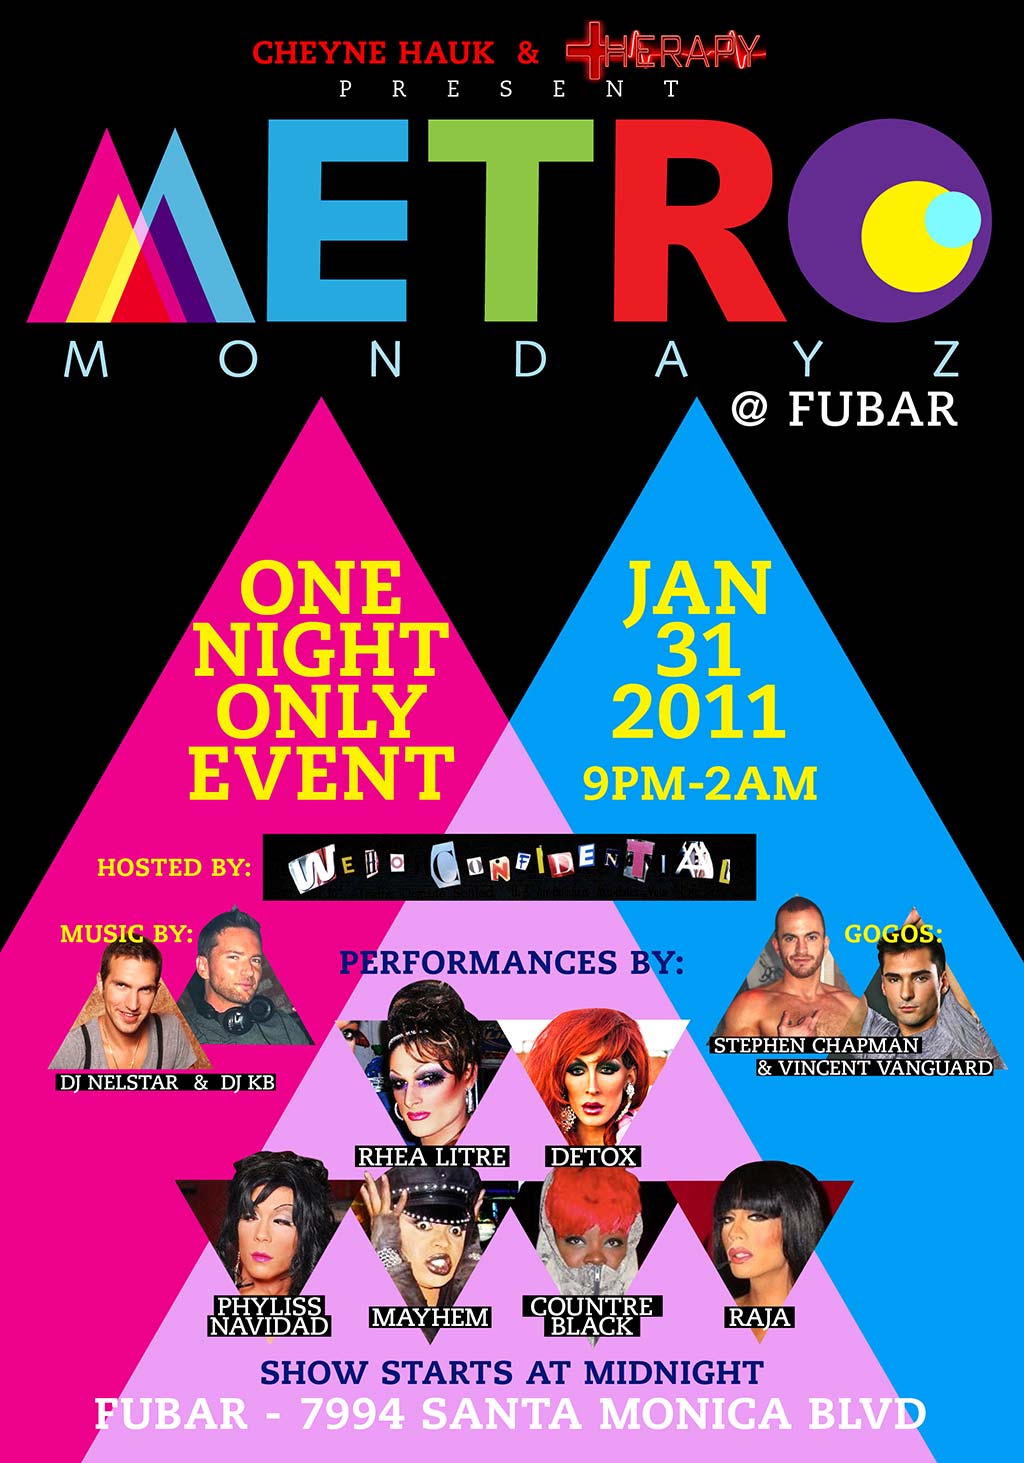 CHEYNE HAUK & THERAPY
PRESENT
METRO
MONDAYZ
@ FUBAR
ONE
NIGHT
ONLY
EVENT
JAN
31
2011
9PM-2AM
HOSTED BY: WEHO CONFIDENTIAL
MUSIC BY:
DJ NELSTAR & DJ KB
GOGOS:
STEPHEN CHAPMAN
& VINCENT VANGUARD
PERFORMANCES BY:
RHEA LITRE
DETOX
PHYLISS
NAVIDAD
MAYHEM
COUNTRE
BLACK
RAJA
SHOW STARTS AT MIDNIGHT
FUBAR - 7994 SANTA MONICA BLVD